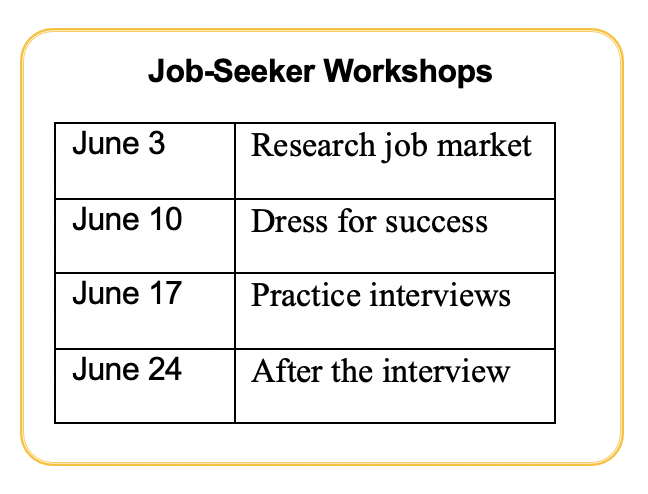 Job-Seeker Workshops
June 3 Research job market
June 10 Dress for success
June 17 Practice interviews
June 24 After the interview